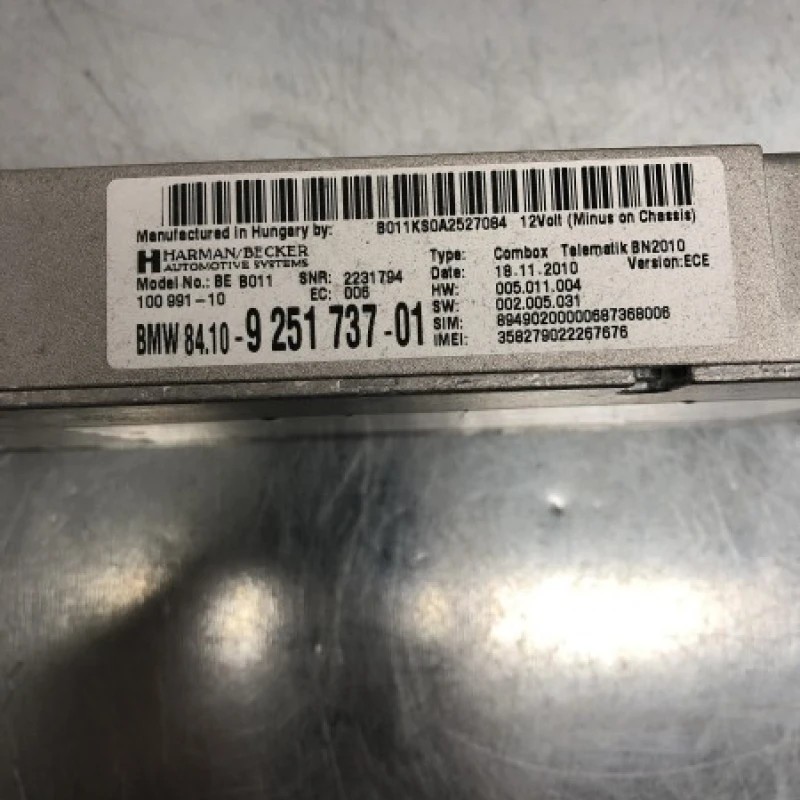 Manufactured in Hungary by: B011KS0A2527084 12Volt (Minus on Chassis)
HARMAN/BECKER
AUTOMOTIVE SYSTEMS
Model No.: BE B011 SNR: 2231794
100 991-10 EC: 006
BMW 84.10 - 9 251 737 - 01
Type: Combox Telematik BN2010
Date: 18.11.2010 Version: ECE
HW: 005.011.004
SW: 002.005.031
SIM: 89490200000687368006
IMEI: 358279022267676